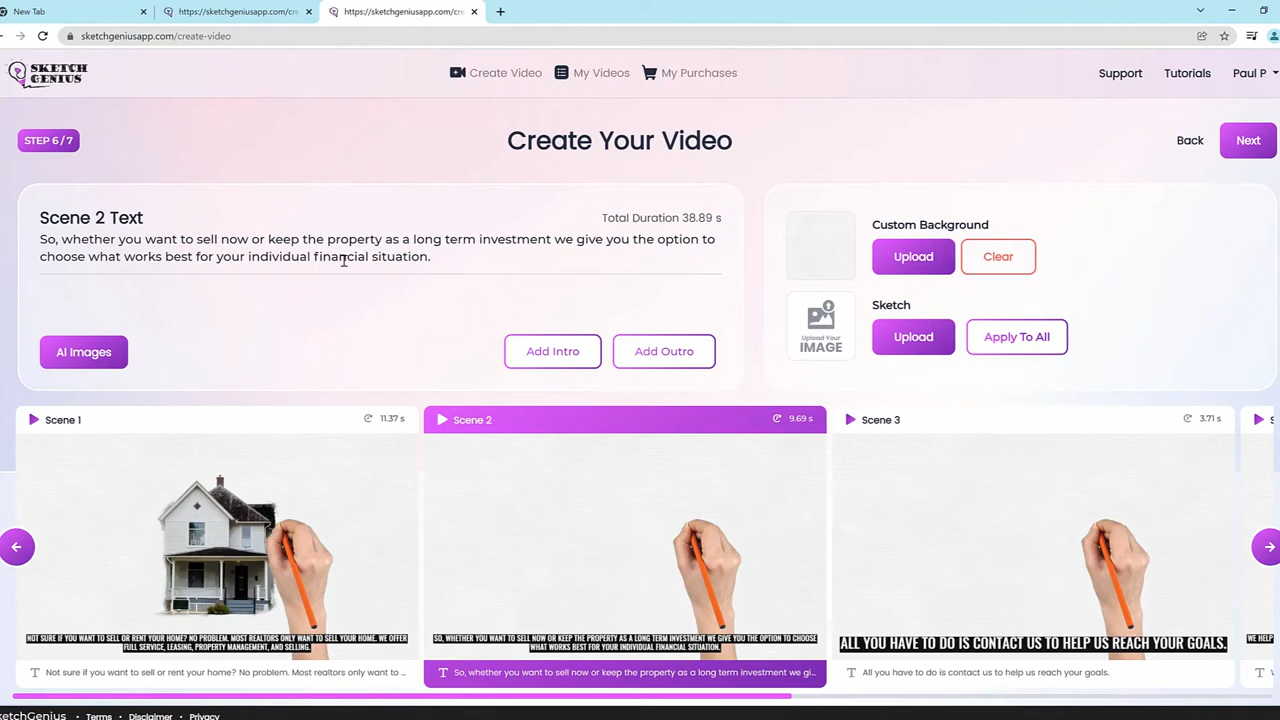 New Tab
https://sketchgeniusapp.com/cre
https://sketchgeniusapp.com/cre
sketchgeniusapp.com/create-video
SKETCH
GENIUS
Create Video
My Videos
My Purchases
Support
Tutorials
Paul P
STEP 6 / 7
Create Your Video
Back
Next
Scene 2 Text
Total Duration 38.89 s
So, whether you want to sell now or keep the property as a long term investment we give you the option to
choose what works best for your individual financial situation.
AI Images
Add Intro
Add Outro
Custom Background
Upload
Clear
Sketch
Upload Your
IMAGE
Upload
Apply To All
Scene 1
11.37 s
NOT SURE IF YOU WANT TO SELL OR RENT YOUR HOME? NO PROBLEM. MOST REALTORS ONLY WANT TO SELL YOUR HOME. WE OFFER
FULL SERVICE, LEASING, PROPERTY MANAGEMENT, AND SELLING.
Not sure if you want to sell or rent your home? No problem. Most realtors only want to ...
Scene 2
9.69 s
SO, WHETHER YOU WANT TO SELL NOW OR KEEP THE PROPERTY AS A LONG TERM INVESTMENT WE GIVE YOU THE OPTION TO CHOOSE
WHAT WORKS BEST FOR YOUR INDIVIDUAL FINANCIAL SITUATION.
So, whether you want to sell now or keep the property as a long term investment we gi...
Scene 3
3.71 s
ALL YOU HAVE TO DO IS CONTACT US TO HELP US REACH YOUR GOALS.
All you have to do is contact us to help us reach your goals.
WE HELP
ketchGenius
Terms
Disclaimer
Privacy